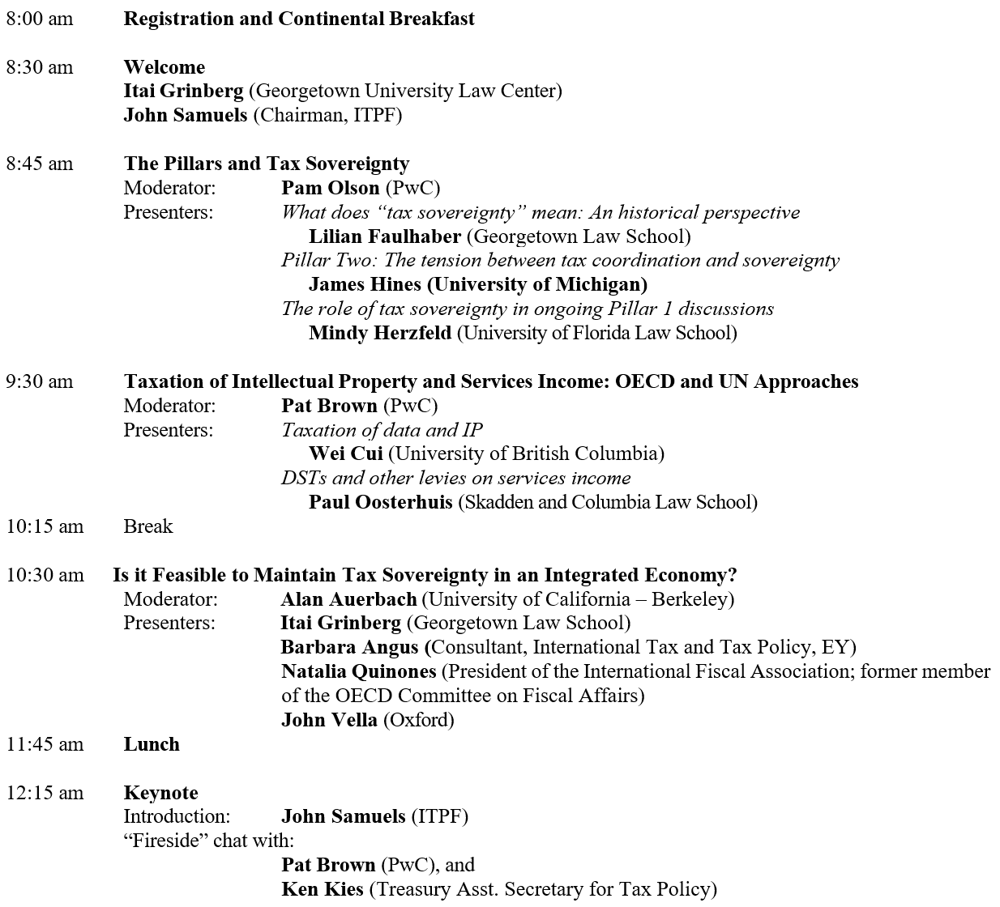 8:00 am Registration and Continental Breakfast
8:30 am Welcome
Itai Grinberg (Georgetown University Law Center)
John Samuels (Chairman, ITPF)
8:45 am The Pillars and Tax Sovereignty
Moderator: Pam Olson (PwC)
Presenters: What does “tax sovereignty” mean: An historical perspective
Lilian Faulhaber (Georgetown Law School)
Pillar Two: The tension between tax coordination and sovereignty
James Hines (University of Michigan)
The role of tax sovereignty in ongoing Pillar 1 discussions
Mindy Herzfeld (University of Florida Law School)
9:30 am Taxation of Intellectual Property and Services Income: OECD and UN Approaches
Moderator: Pat Brown (PwC)
Presenters: Taxation of data and IP
Wei Cui (University of British Columbia)
DSTs and other levies on services income
Paul Oosterhuis (Skadden and Columbia Law School)
10:15 am Break
10:30 am Is it Feasible to Maintain Tax Sovereignty in an Integrated Economy?
Moderator: Alan Auerbach (University of California – Berkeley)
Presenters: Itai Grinberg (Georgetown Law School)
Barbara Angus (Consultant, International Tax and Tax Policy, EY)
Natalia Quinones (President of the International Fiscal Association; former member
of the OECD Committee on Fiscal Affairs)
John Vella (Oxford)
11:45 am Lunch
12:15 am Keynote
Introduction: John Samuels (ITPF)
“Fireside” chat with:
Pat Brown (PwC), and
Ken Kies (Treasury Asst. Secretary for Tax Policy)